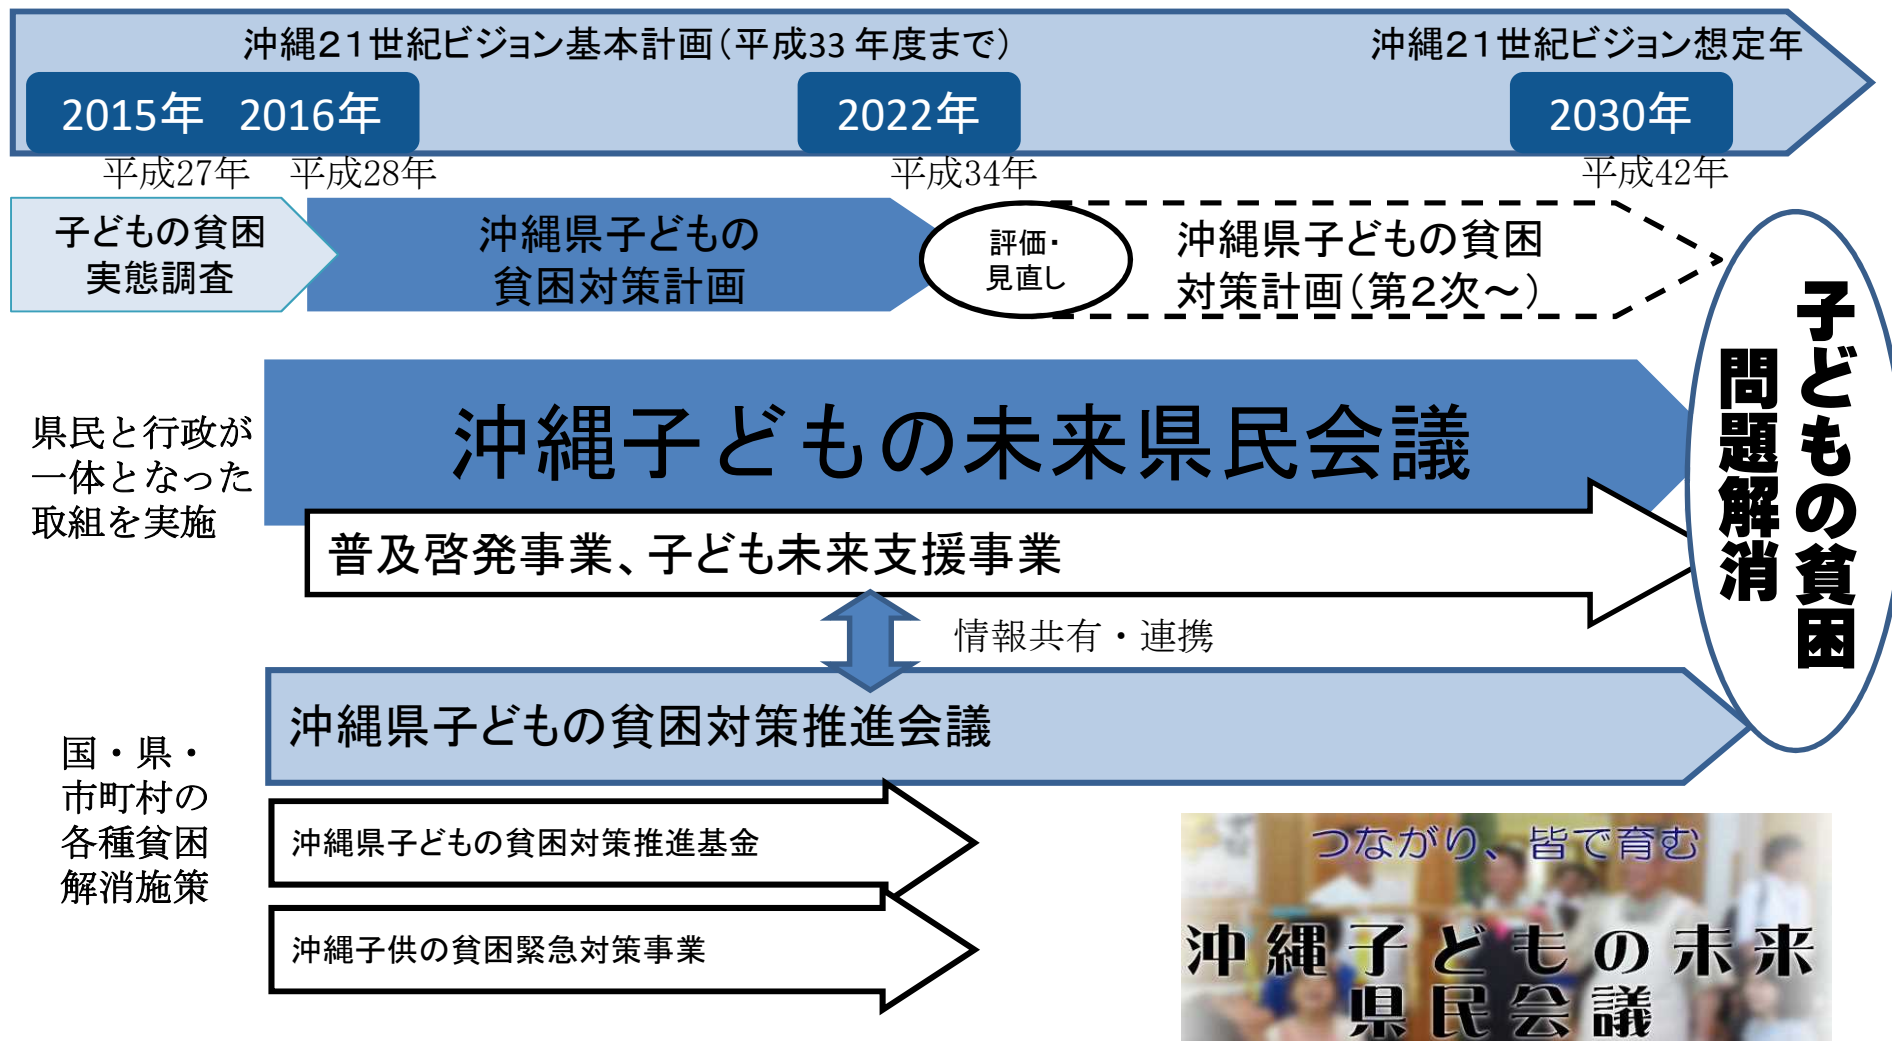 沖縄２１世紀ビジョン基本計画（平成33 年度まで）
沖縄２１世紀ビジョン想定年
2015年 2016年
2022年
2030年
平成27年 平成28年
平成34年
平成42年
子どもの貧困
実態調査
沖縄県子どもの
貧困対策計画
評価・
見直し
沖縄県子どもの貧困
対策計画（第２次～）
子どもの貧困
問題解消
県民と行政が
一体となった
取組を実施
沖縄子どもの未来県民会議
普及啓発事業、子ども未来支援事業
情報共有・連携
国・県・
市町村の
各種貧困
解消施策
沖縄県子どもの貧困対策推進会議
沖縄県子どもの貧困対策推進基金
沖縄子供の貧困緊急対策事業
つながり、皆で育む
沖縄子どもの未来
県民会議